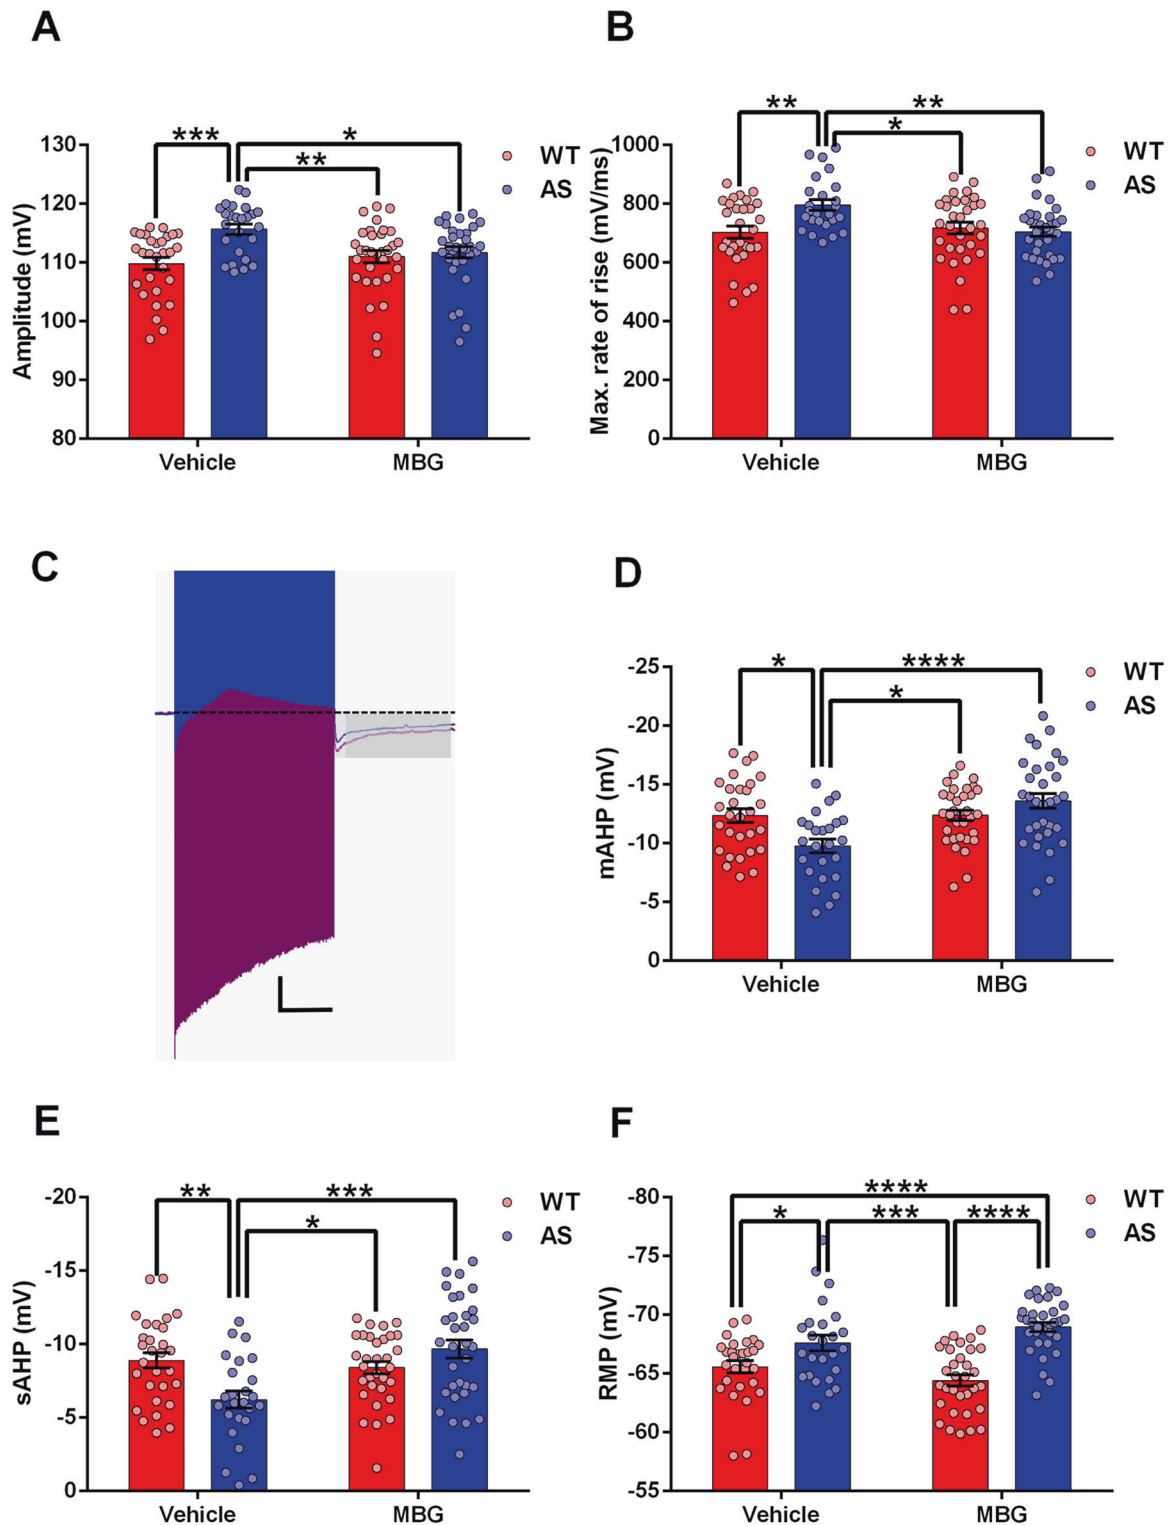 A
Amplitude (mV)
130
120
110
100
90
80
***
*
**
WT
AS
Vehicle
MBG
B
Max. rate of rise (mV/ms)
1000
800
600
400
200
0
**
**
*
WT
AS
Vehicle
MBG
C
D
mAHP (mV)
-25
-20
-15
-10
-5
0
*
****
*
WT
AS
Vehicle
MBG
E
sAHP (mV)
-20
-15
-10
-5
0
**
***
*
WT
AS
Vehicle
MBG
F
RMP (mV)
-80
-75
-70
-65
-60
-55
****
*
***
****
WT
AS
Vehicle
MBG